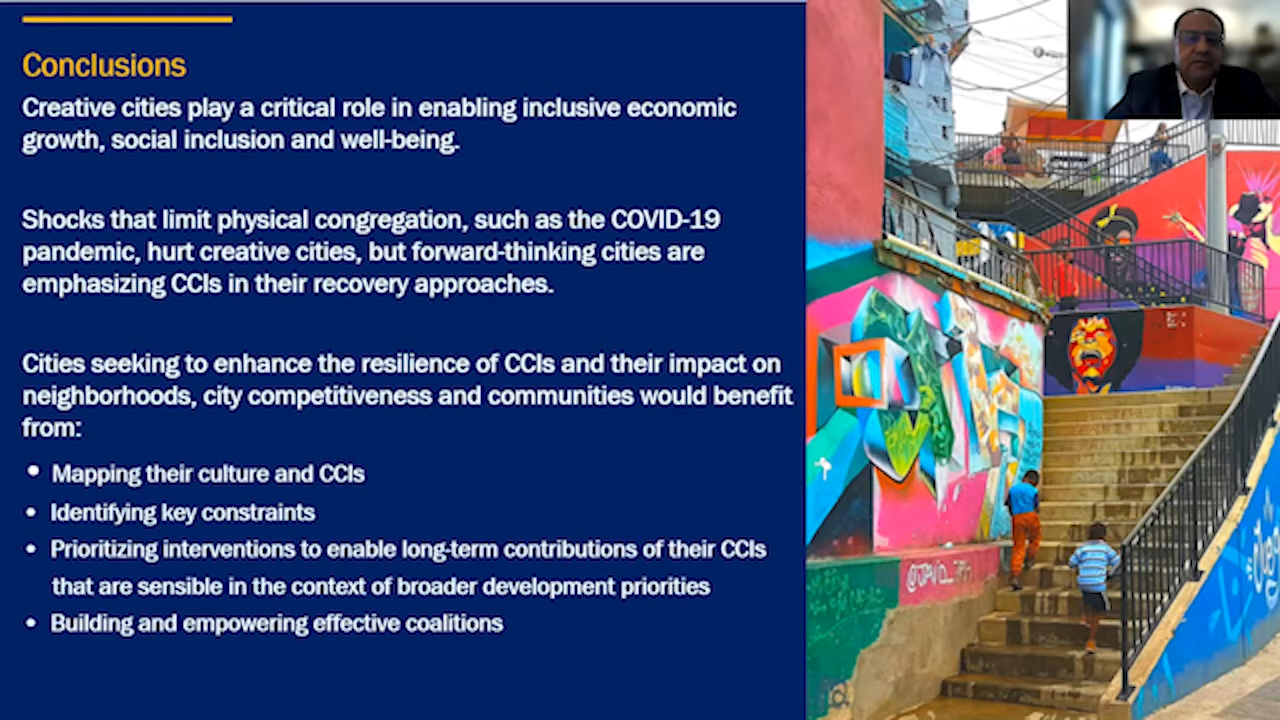 Conclusions
Creative cities play a critical role in enabling inclusive economic
growth, social inclusion and well-being.
Shocks that limit physical congregation, such as the COVID-19
pandemic, hurt creative cities, but forward-thinking cities are
emphasizing CCIs in their recovery approaches.
Cities seeking to enhance the resilience of CCIs and their impact on
neighborhoods, city competitiveness and communities would benefit
from:
• Mapping their culture and CCIs
• Identifying key constraints
• Prioritizing interventions to enable long-term contributions of their CCIs
that are sensible in the context of broader development priorities
• Building and empowering effective coalitions